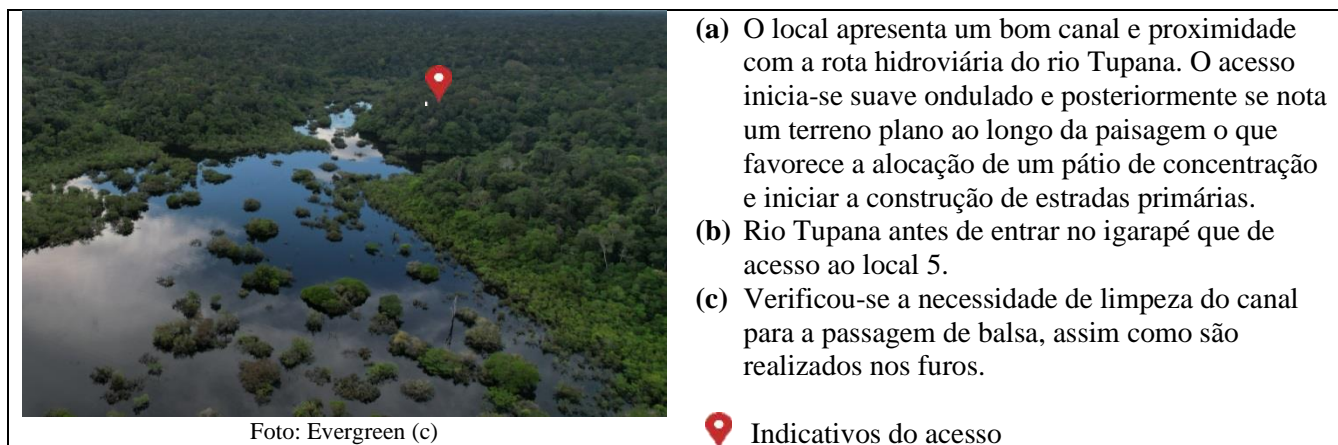 (a) O local apresenta um bom canal e proximidade
com a rota hidroviária do rio Tupana. O acesso
inicia-se suave ondulado e posteriormente se nota
um terreno plano ao longo da paisagem o que
favorece a alocação de um pátio de concentração
e iniciar a construção de estradas primárias.
(b) Rio Tupana antes de entrar no igarapé que de
acesso ao local 5.
(c) Verificou-se a necessidade de limpeza do canal
para a passagem de balsa, assim como são
realizados nos furos.
Foto: Evergreen (c)
Indicativos do acesso